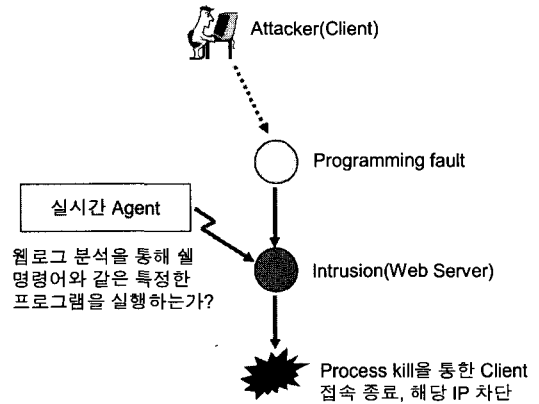 Attacker(Client)
Programming fault
실시간 Agent
웹로그 분석을 통해 쉘
명령어와 같은 특정한
프로그램을 실행하는가?
Intrusion(Web Server)
Process kill을 통한 Client
접속 종료, 해당 IP 차단